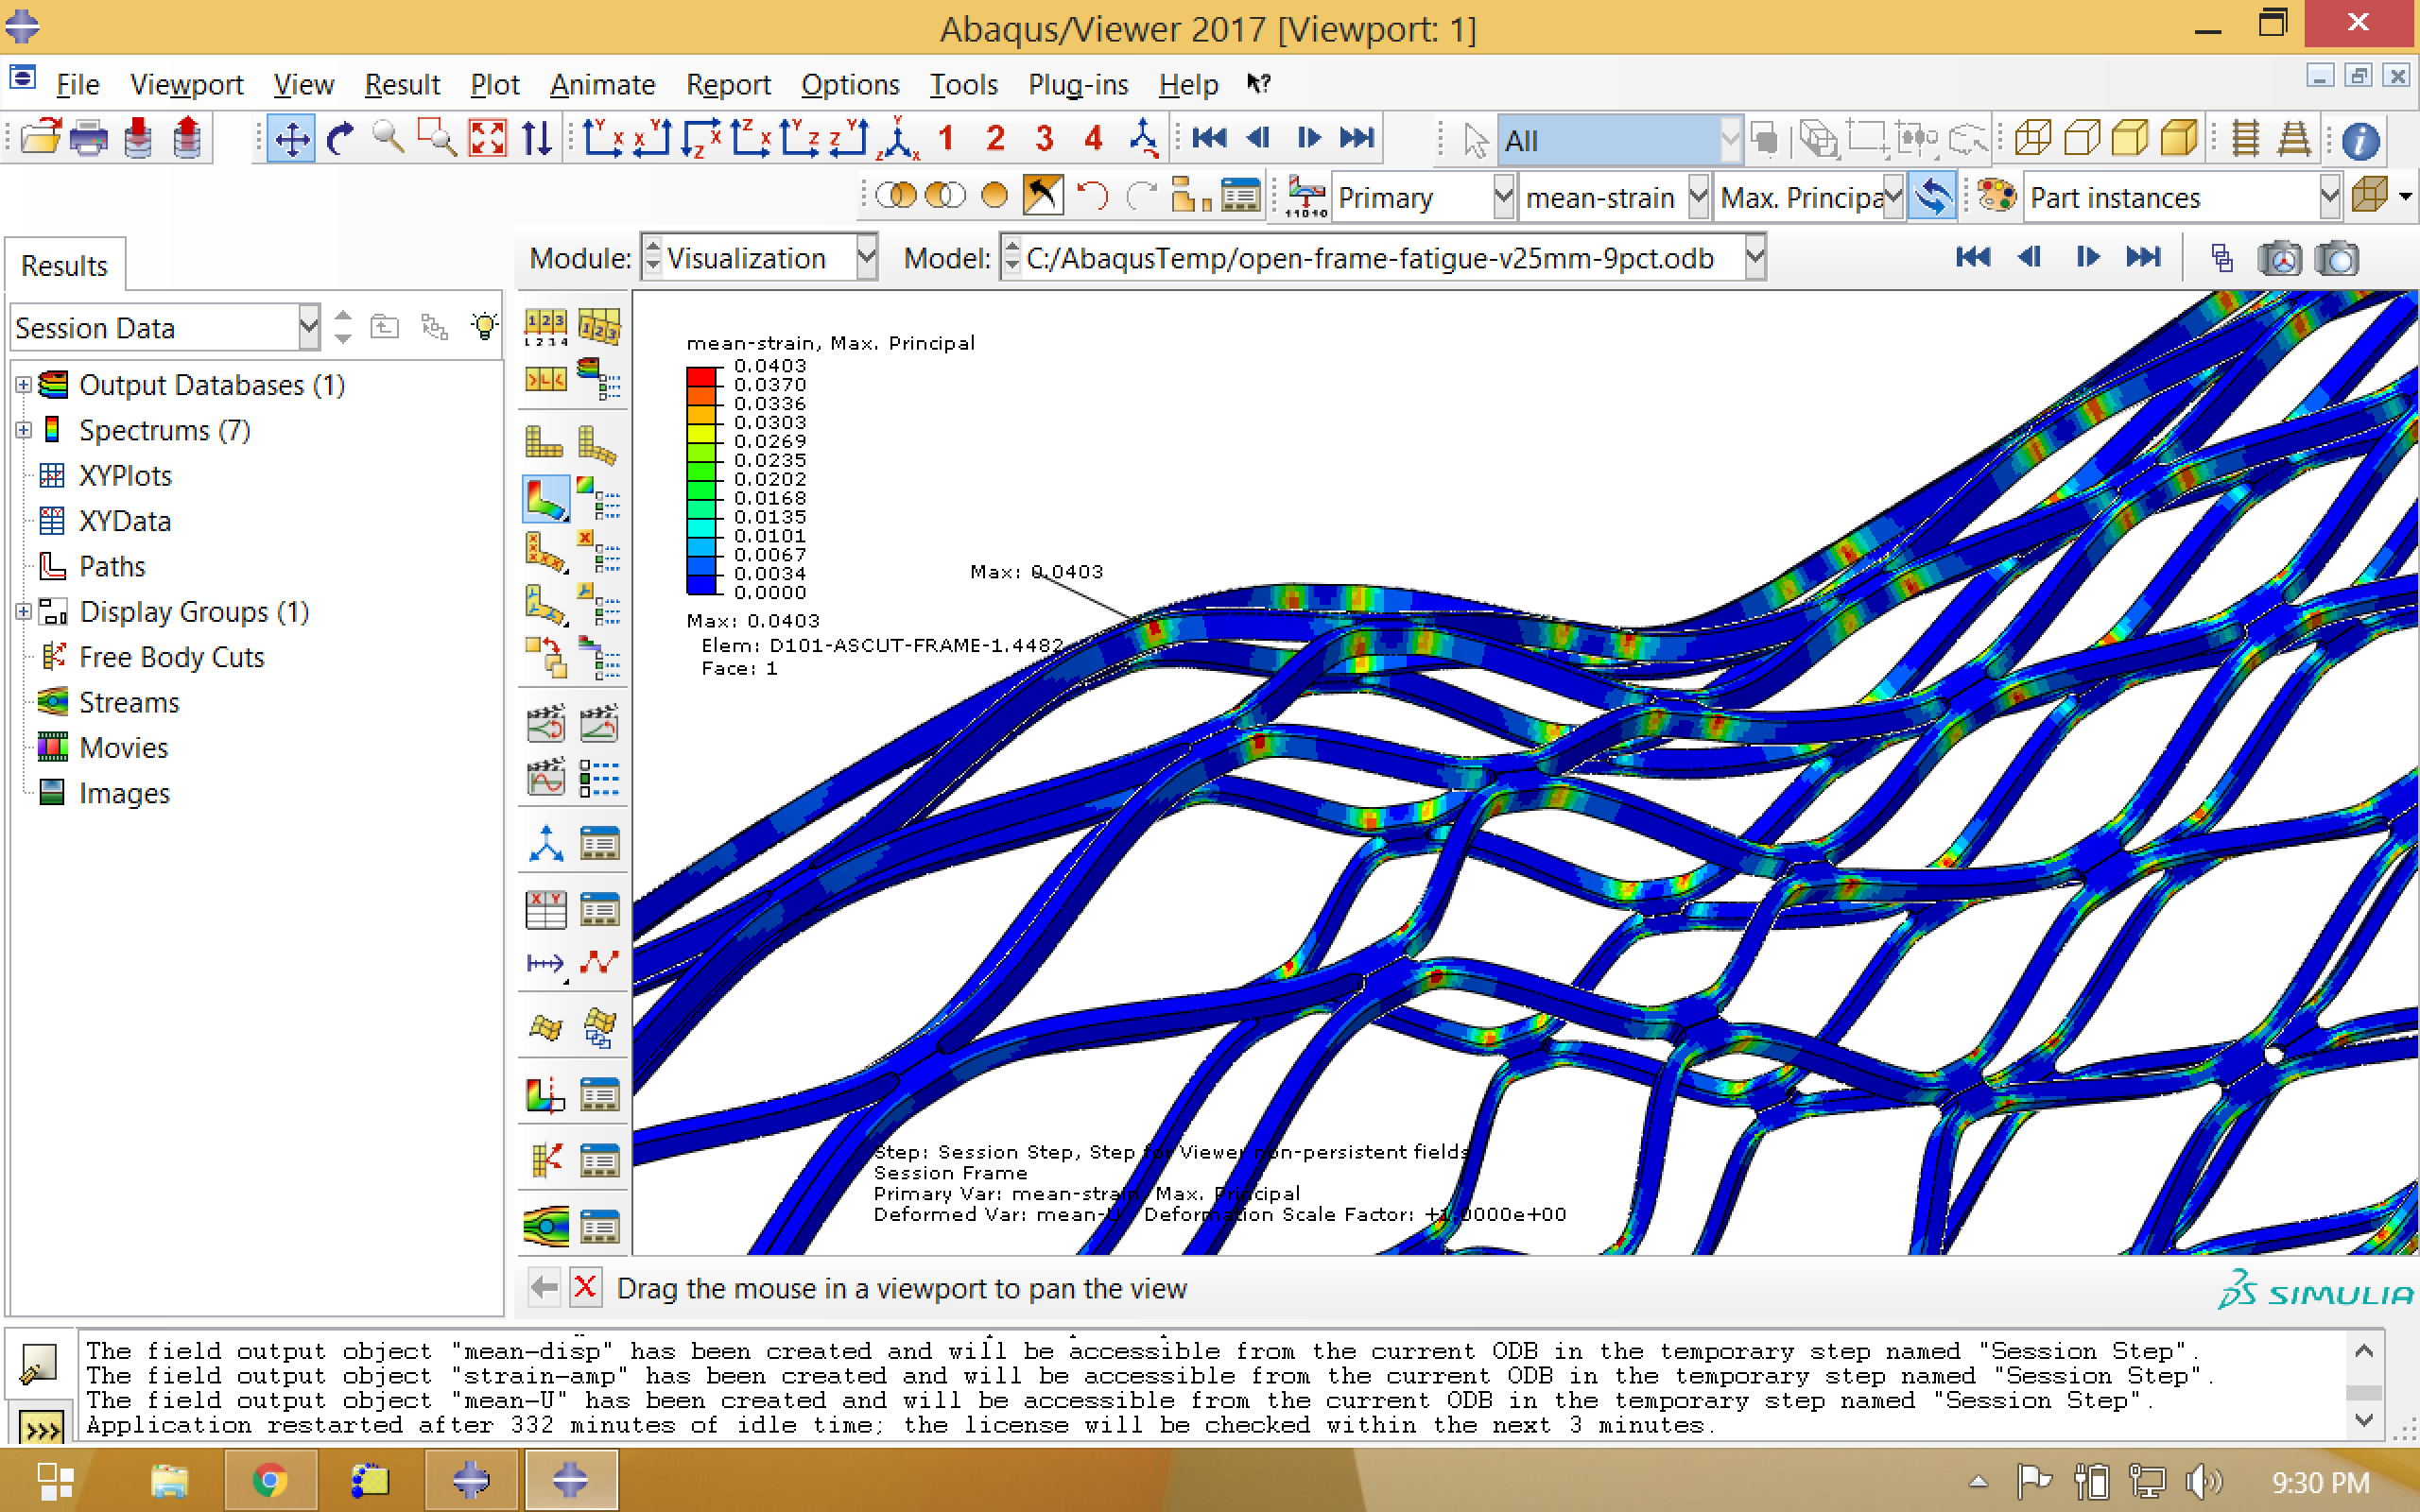 Abaqus/Viewer 2017 [Viewport: 1]
File Viewport View Result Plot Animate Report Options Tools Plug-ins Help
1 2 3 4 All
Primary mean-strain Max. Principa Part instances
Results
Module: Visualization Model: C:/AbaqusTemp/open-frame-fatigue-v25mm-9pct.odb
Session Data
Output Databases (1)
Spectrums (7)
XYPlots
XYData
Paths
Display Groups (1)
Free Body Cuts
Streams
Movies
Images
mean-strain, Max. Principal
0.0403
0.0370
0.0336
0.0303
0.0269
0.0235
0.0202
0.0168
0.0135
0.0101
0.0067
0.0034
0.0000
Max: 0.0403
Elem: D101-ASCUT-FRAME-1.4482
Face: 1
Max: 0.0403
Step: Session Step, Step for Viewer non-persistent fields
Session Frame
Primary Var: mean-strain, Max. Principal
Deformed Var: mean-U Deformation Scale Factor: +1.0000e+00
Drag the mouse in a viewport to pan the view
SIMULIA
The field output object "mean-disp" has been created and will be accessible from the current ODB in the temporary step named "Session Step".
The field output object "strain-amp" has been created and will be accessible from the current ODB in the temporary step named "Session Step".
The field output object "mean-U" has been created and will be accessible from the current ODB in the temporary step named "Session Step".
Application restarted after 332 minutes of idle time; the license will be checked within the next 3 minutes.
9:30 PM